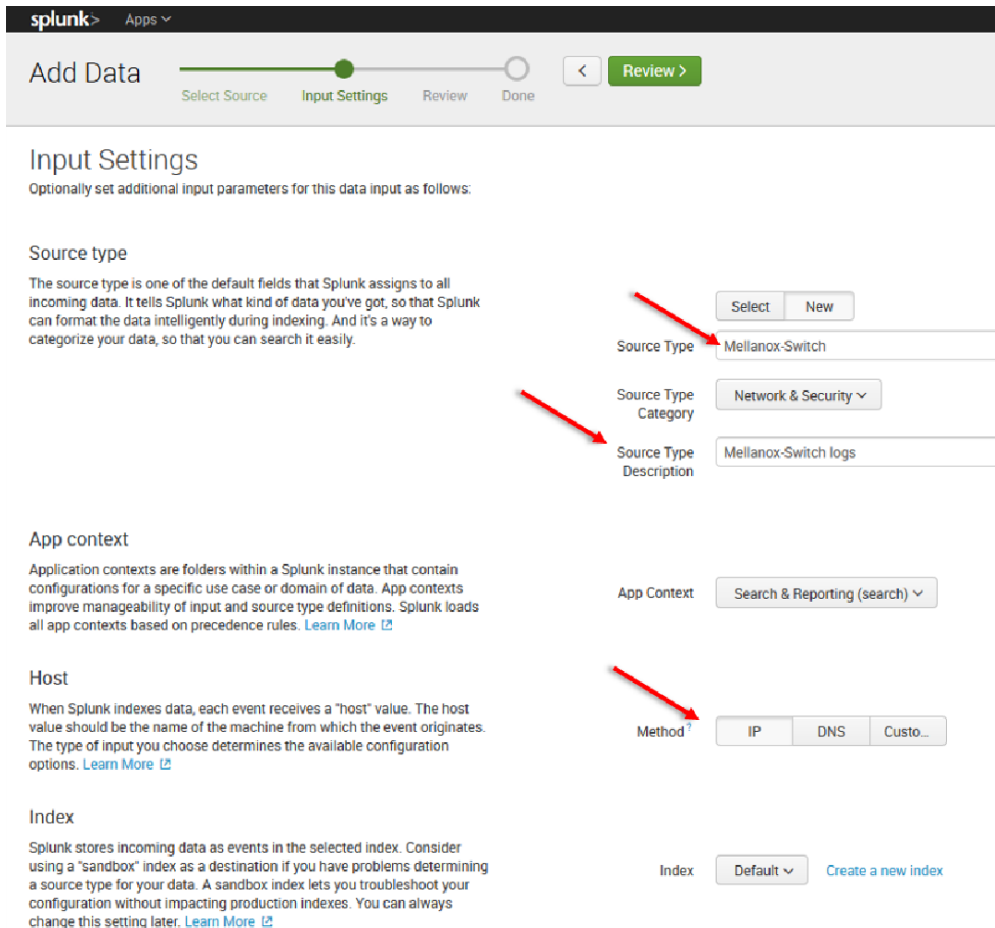 splunk> Apps
Add Data
Select Source
Input Settings
Review
Done
<
Review >
Input Settings
Optionally set additional input parameters for this data input as follows:
Source type
The source type is one of the default fields that Splunk assigns to all
incoming data. It tells Splunk what kind of data you've got, so that Splunk
can format the data intelligently during indexing. And it's a way to
categorize your data, so that you can search it easily.
Select New
Source Type Mellanox-Switch
Source Type
Category
Network & Security
Source Type
Description
Mellanox-Switch logs
App context
Application contexts are folders within a Splunk instance that contain
configurations for a specific use case or domain of data. App contexts
improve manageability of input and source type definitions. Splunk loads
all app contexts based on precedence rules. Learn More
App Context Search & Reporting (search)
Host
When Splunk indexes data, each event receives a "host" value. The host
value should be the name of the machine from which the event originates.
The type of input you choose determines the available configuration
options. Learn More
Method ? IP DNS Custo...
Index
Splunk stores incoming data as events in the selected index. Consider
using a "sandbox" index as a destination if you have problems determining
a source type for your data. A sandbox index lets you troubleshoot your
configuration without impacting production indexes. You can always
change this setting later. Learn More
Index Default Create a new index